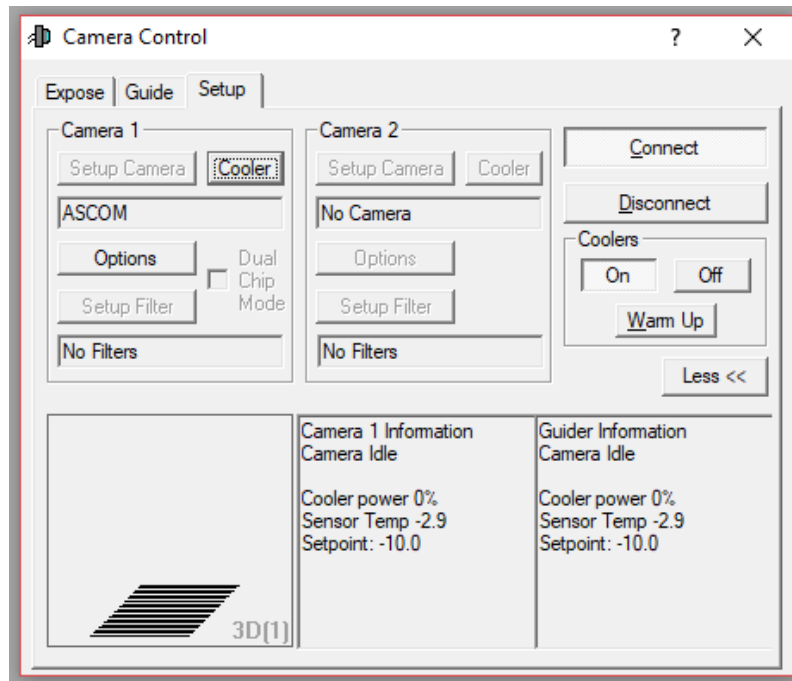 Camera Control
?
Expose
Guide
Setup
Camera 1
Setup Camera
Cooler
ASCOM
Options
Dual
Chip
Mode
Setup Filter
No Filters
Camera 2
Setup Camera
Cooler
No Camera
Options
Setup Filter
No Filters
Connect
Disconnect
Coolers
On
Off
Warm Up
Less <<
3D(1)
Camera 1 Information
Camera Idle
Cooler power 0%
Sensor Temp -2.9
Setpoint: -10.0
Guider Information
Camera Idle
Cooler power 0%
Sensor Temp -2.9
Setpoint: -10.0